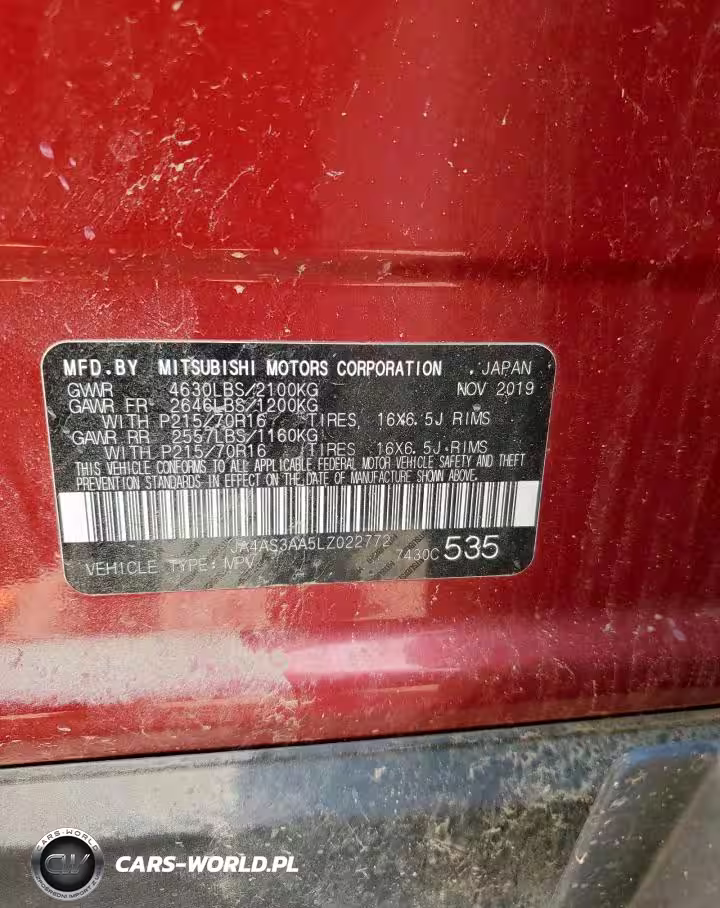 MFD.BY MITSUBISHI MOTORS CORPORATION . JAPAN
GVWR 4630LBS/2100KG NOV 2019
GAWR FR 2646LBS/1200KG
WITH P215/70R16 TIRES, 16X6.5J RIMS
GAWR RR 2557LBS/1160KG
WITH P215/70R16 TIRES 16X6.5J RIMS
THIS VEHICLE CONFORMS TO ALL APPLICABLE FEDERAL MOTOR VEHICLE SAFETY AND THEFT
PREVENTION STANDARDS IN EFFECT ON THE DATE OF MANUFACTURE SHOWN ABOVE.
JA4AS3AA5LZ022772 7430C 535
VEHICLE TYPE: MPV
CARS-WORLD
CW
CARS-WORLD.PL